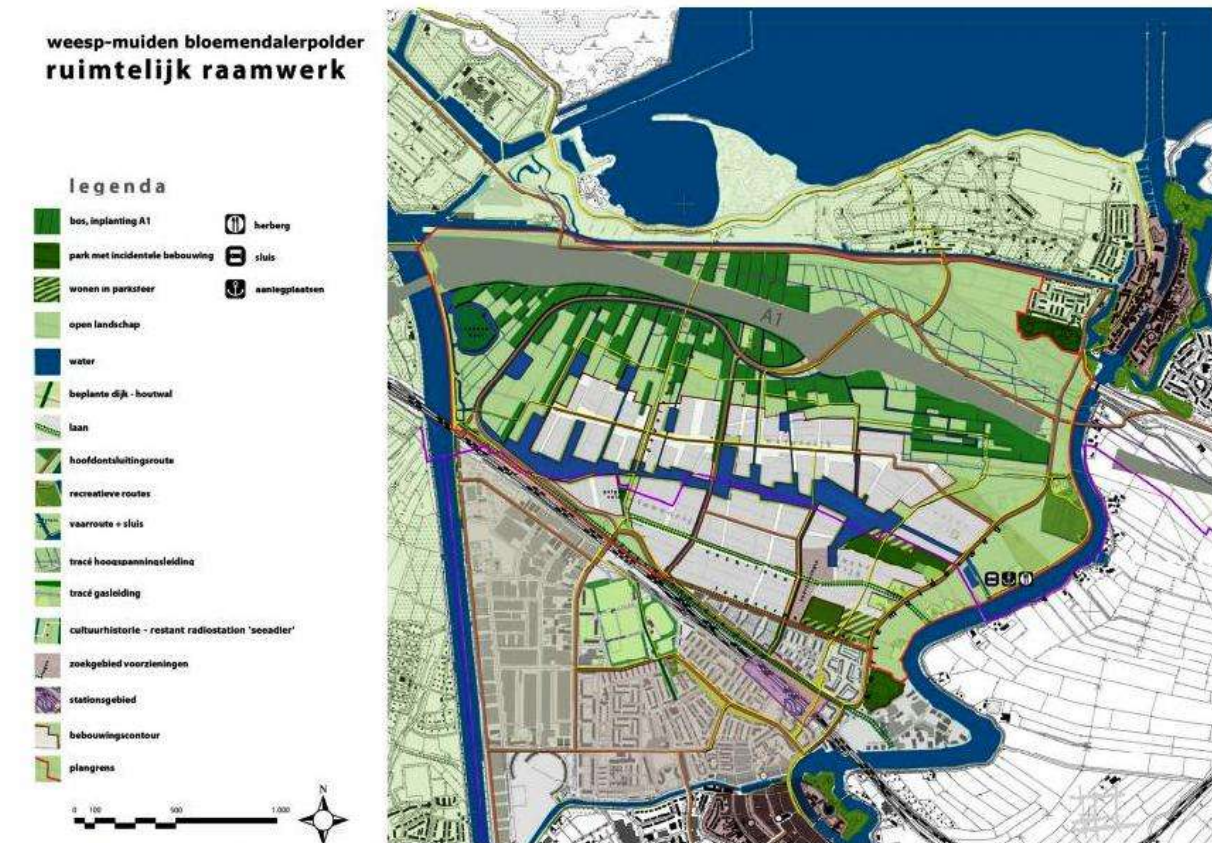 weesp-muiden bloemendalerpolder
ruimtelijk raamwerk
legenda
bos, inplanting A1
park met incidentele bebouwing
wonen in parksfeer
open landschap
water
beplante dijk - houtwal
laan
hoofdontsluitingsroute
recreatieve routes
vaarroute + sluis
tracé hoogspanningsleiding
tracé gasleiding
cultuurhistorie - restant radiostation 'seeadler'
zoekgebied voorzieningen
stationsgebied
bebouwingscontour
plangrens
herberg
sluis
aanlegplaatsen
0 100 500 1.000
N
A1